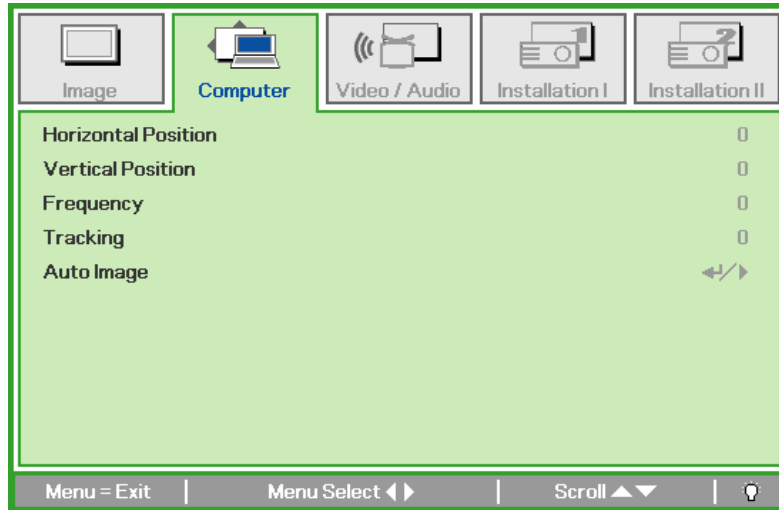 Image
Computer
Video / Audio
Installation I
Installation II
Horizontal Position 0
Vertical Position 0
Frequency 0
Tracking 0
Auto Image ↵/▶
Menu = Exit | Menu Select ◀ ▶ | Scroll ▲▼ |